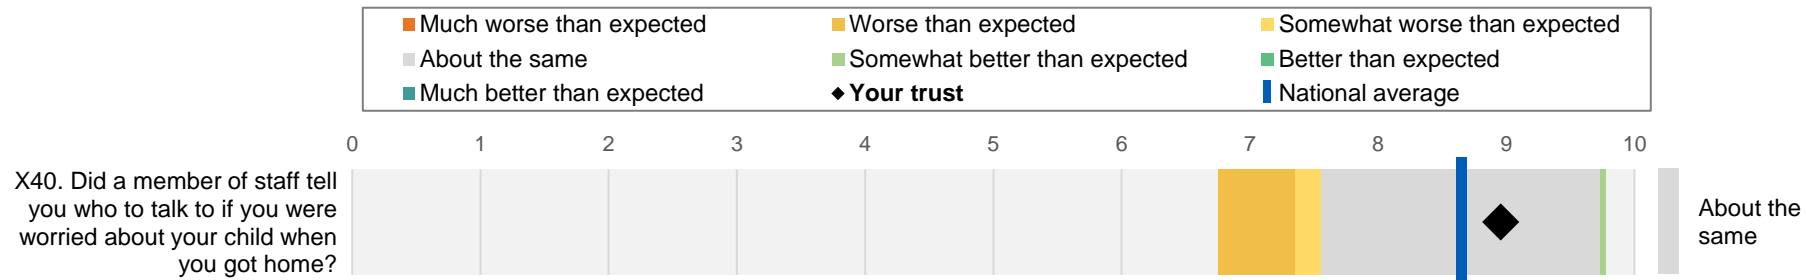 Much worse than expected
Worse than expected
Somewhat worse than expected
About the same
Somewhat better than expected
Better than expected
Much better than expected
Your trust
National average
0 1 2 3 4 5 6 7 8 9 10
X40. Did a member of staff tell
you who to talk to if you were
worried about your child when
you got home?
About the
same